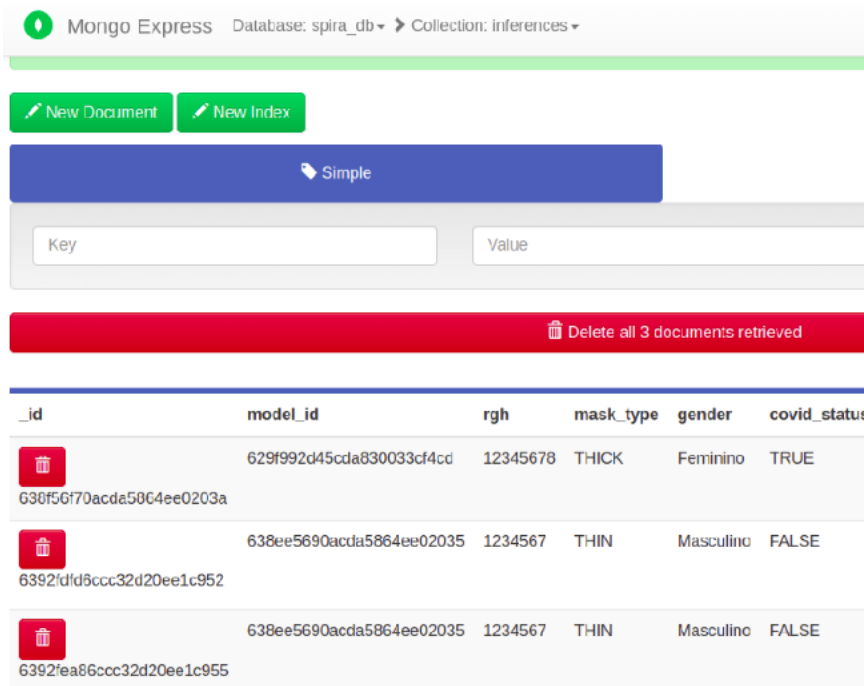 Mongo Express Database: spira_db Collection: inferences
New Document New Index
Simple
Key Value
Delete all 3 documents retrieved
_id model_id rgh mask_type gender covid_status
629f992d45cda830033cf4cd 12345678 THICK Feminino TRUE
638f56f70acda5864ee0203a
638ee5690acda5864ee02035 1234567 THIN Masculino FALSE
6392fdfd6ccc32d20ee1c952
638ee5690acda5864ee02035 1234567 THIN Masculino FALSE
6392fea86ccc32d20ee1c955